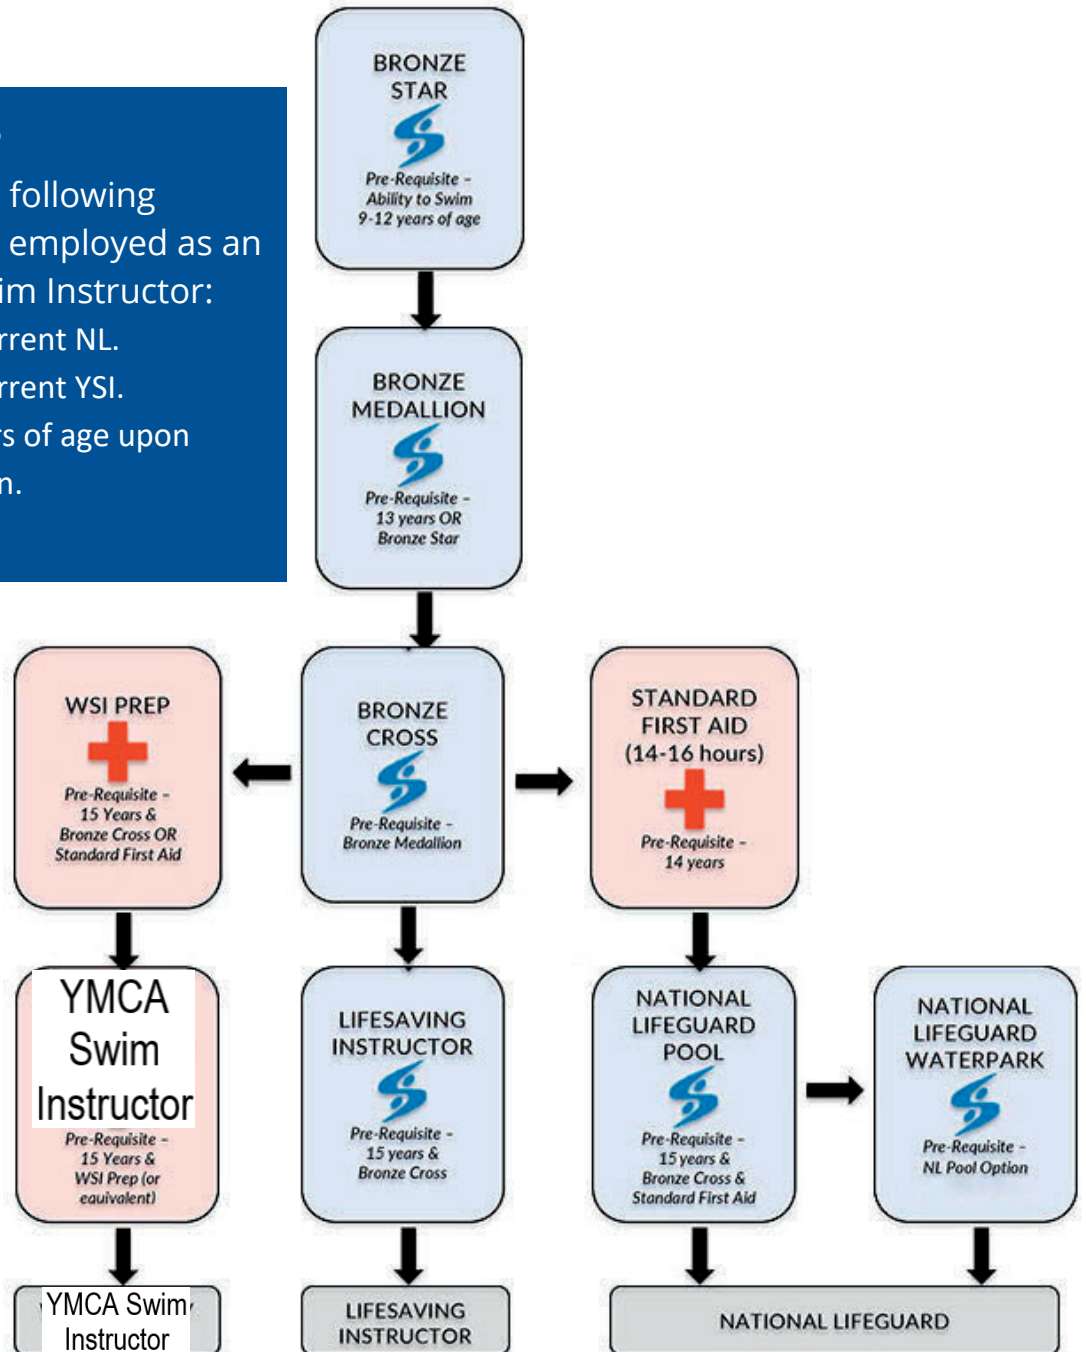 BRONZE
STAR
Pre-Requisite –
Ability to Swim
9-12 years of age
following
employed as an
im Instructor:
rrent NL.
rrent YSI.
rs of age upon
n.
BRONZE
MEDALLION
Pre-Requisite –
13 years OR
Bronze Star
WSI PREP
Pre-Requisite –
15 Years &
Bronze Cross OR
Standard First Aid
BRONZE
CROSS
Pre-Requisite –
Bronze Medallion
STANDARD
FIRST AID
(14-16 hours)
Pre-Requisite –
14 years
YMCA
Swim
Instructor
Pre-Requisite –
15 Years &
WSI Prep (or
equivalent)
LIFESAVING
INSTRUCTOR
Pre-Requisite –
15 years &
Bronze Cross
NATIONAL
LIFEGUARD
POOL
Pre-Requisite –
15 years &
Bronze Cross &
Standard First Aid
NATIONAL
LIFEGUARD
WATERPARK
Pre-Requisite –
NL Pool Option
YMCA Swim
Instructor
LIFESAVING
INSTRUCTOR
NATIONAL LIFEGUARD